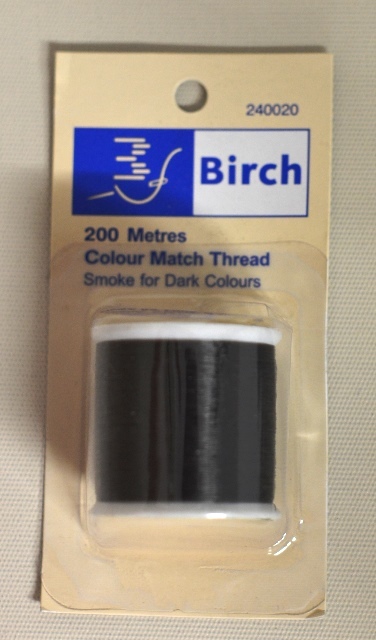 240020
Birch
200 Metres
Colour Match Thread
Smoke for Dark Colours